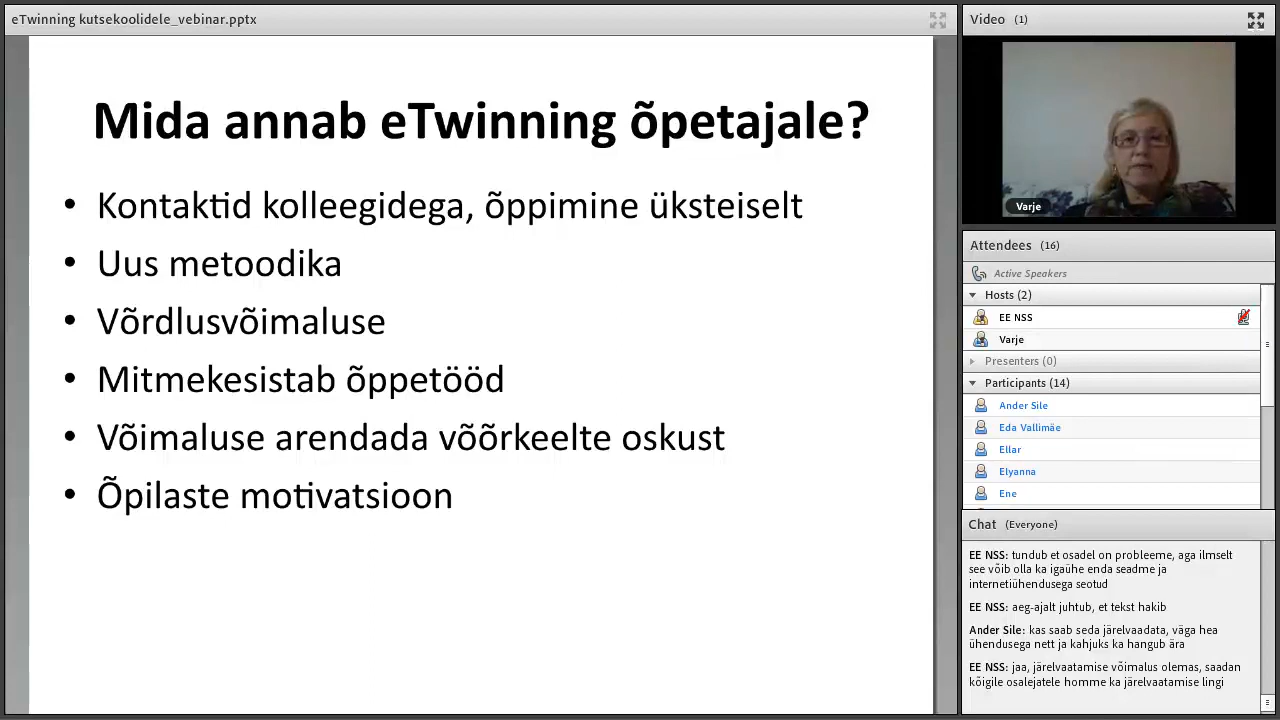 eTwinning kutsekoolidele_vebinar.pptx
Mida annab eTwinning õpetajale?
• Kontaktid kolleegidega, õppimine üksteiselt
• Uus metoodika
• Võrdlusvõimaluse
• Mitmekesistab õppetööd
• Võimaluse arendada võõrkeelte oskust
• Õpilaste motivatsioon
Video (1)
Varje
Attendees (16)
Active Speakers
Hosts (2)
EE NSS
Varje
Presenters (0)
Participants (14)
Ander Sile
Eda Vallimäe
Ellar
Elyanna
Ene
Chat (Everyone)
EE NSS: tundub et osadel on probleeme, aga ilmselt
see võib olla ka igaühe enda seadme ja
internetiühendusega seotud
EE NSS: aeg-ajalt juhtub, et tekst hakib
Ander Sile: kas saab seda järelvaadata, väga hea
ühendusega nett ja kahjuks ka hangub ära
EE NSS: jaa, järelvaatamise võimalus olemas, saadan
kõigile osalejatele homme ka järelvaatamise lingi